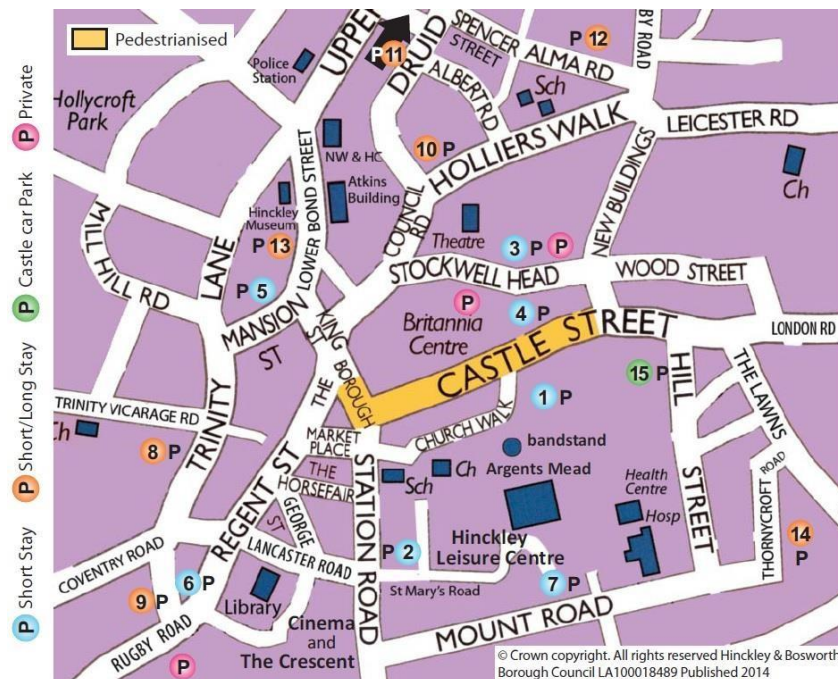 Pedestrianised
P Private
P Castle car Park
P Short/Long Stay
P Short Stay
UPPER
P 11
DRUID
STREET
SPENCER
ALMA RD
12
P
BY ROAD
Police
Station
ALBERT RD
Sch
Hollycroft
Park
LEICESTER RD
HOLLIERS WALK
10 P
NW & HC
Atkins
Building
LOWER BOND STREET
Hinckley
Museum
P 13
COUNCIL
RD
Theatre
3 P
P
NEW BUILDINGS
Ch
MILL HILL RD
LANE
P 5
STOCKWELL HEAD
WOOD STREET
MANSION
ST
KING
ST
P
4 P
Britannia
Centre
CASTLE STREET
LONDON RD
THE BOROUGH
15 P
HILL
STREET
THE LAWNS
TRINITY VICARAGE RD
TRINITY
Ch
8 P
1 P
CHURCH WALK
MARKET
PLACE
bandstand
Argents Mead
Sch
Ch
THE
HORSEFAIR
REGENT ST
GEORGE
ST
STATION ROAD
Health
Centre
Hosp
THORNYCROFT ROAD
14
P
COVENTRY ROAD
LANCASTER ROAD
P 2
Hinckley
Leisure Centre
St Mary's Road
7 P
6 P
9 P
Library
RUGBY ROAD
P
Cinema
and
The Crescent
MOUNT ROAD
© Crown copyright. All rights reserved Hinckley & Bosworth
Borough Council LA100018489 Published 2014